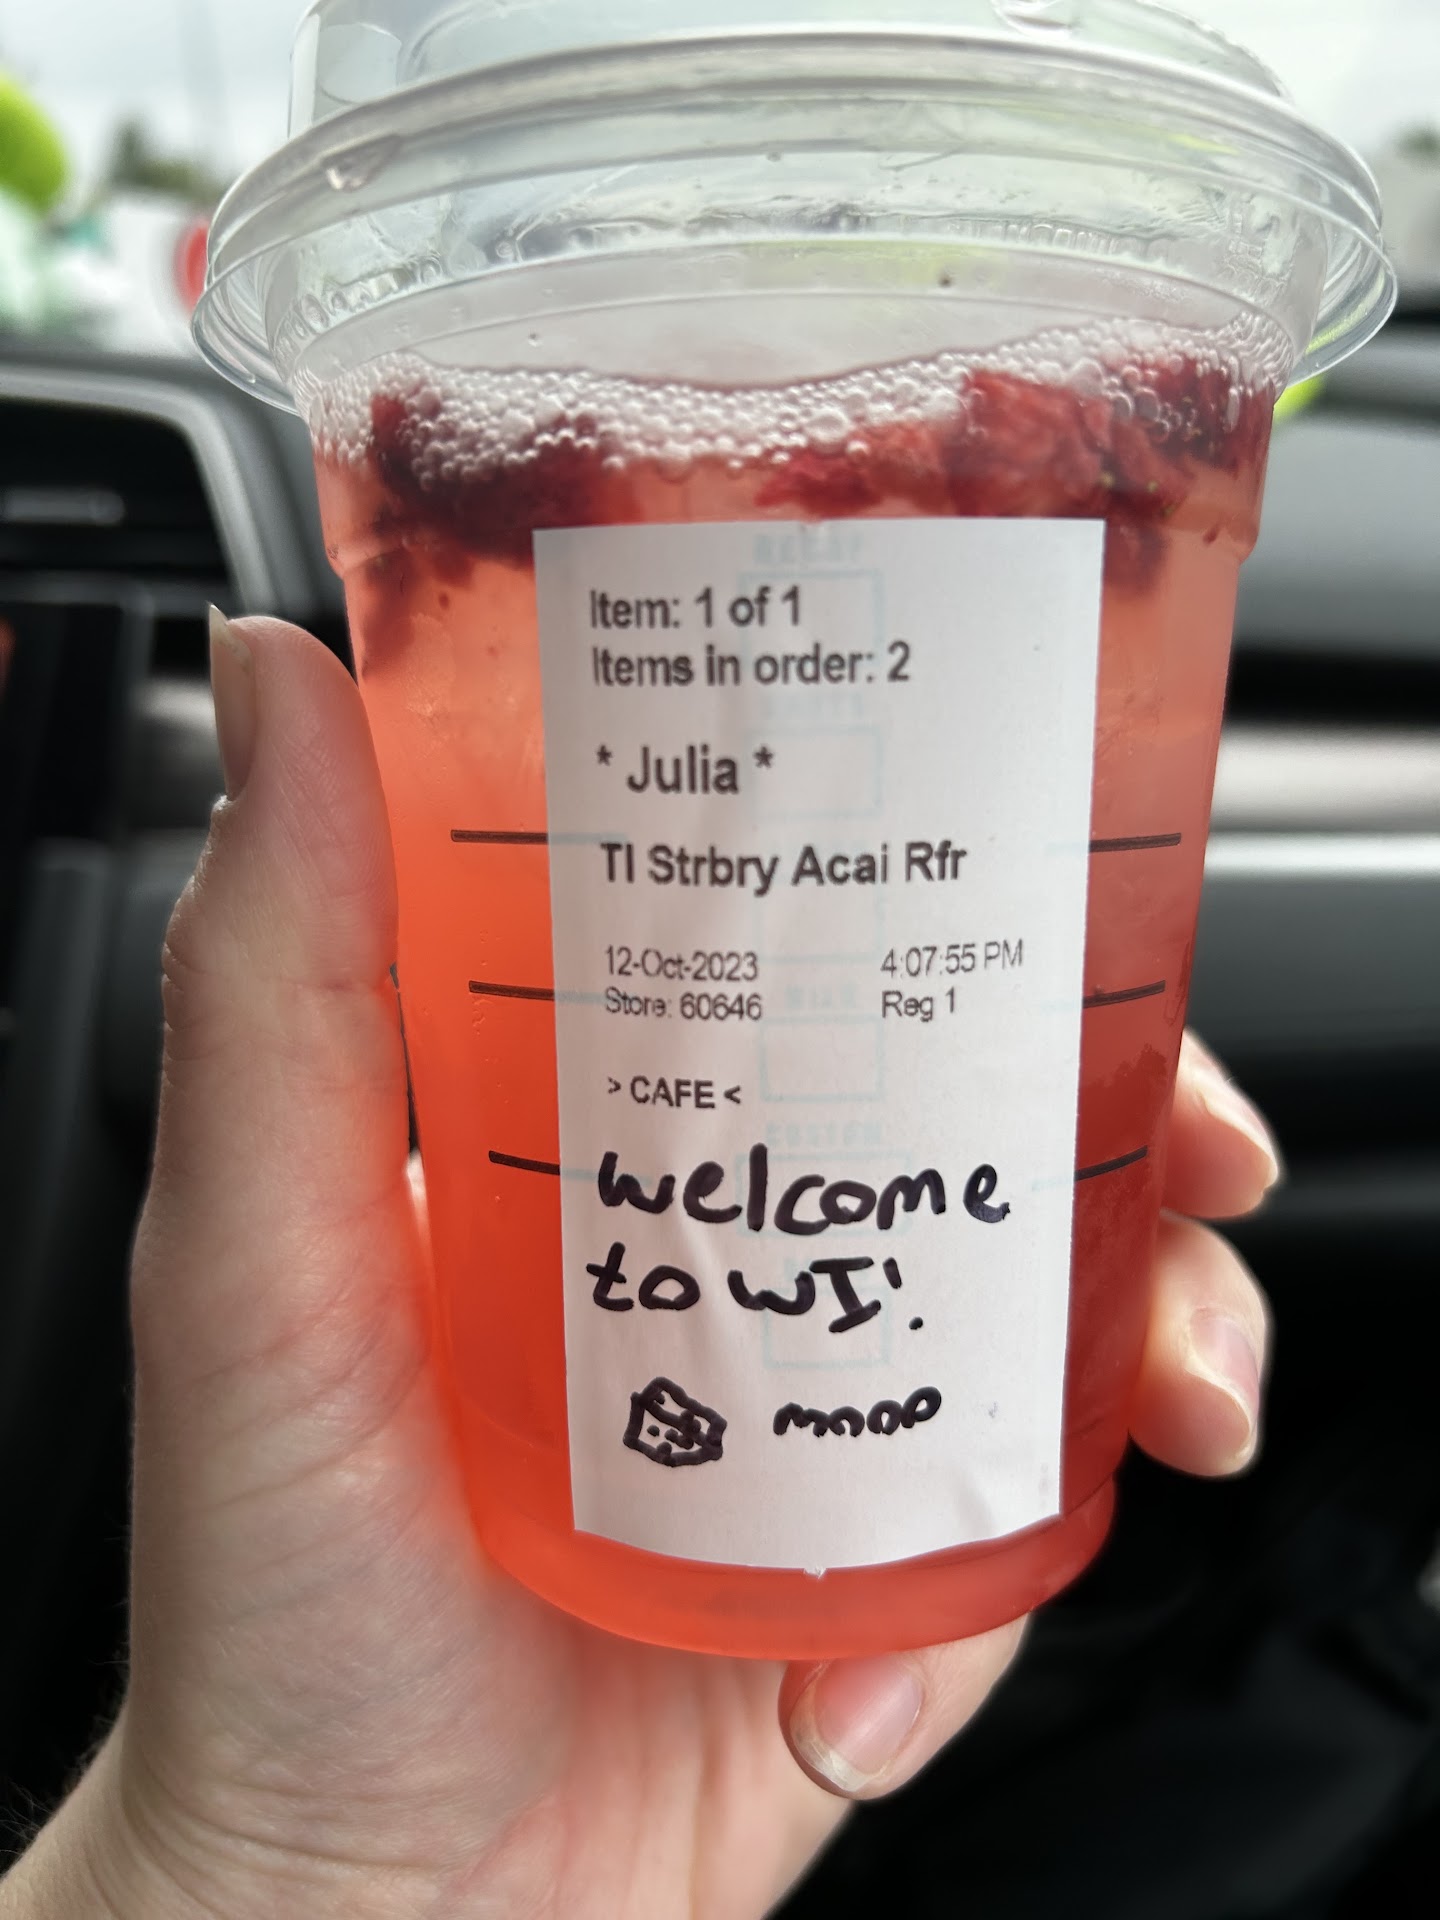 Item: 1 of 1
Items in order: 2
* Julia *
Tl Strbry Acai Rfr
12-Oct-2023 4:07:55 PM
Store: 60646 Reg 1
> CAFE <
welcome
to WI!